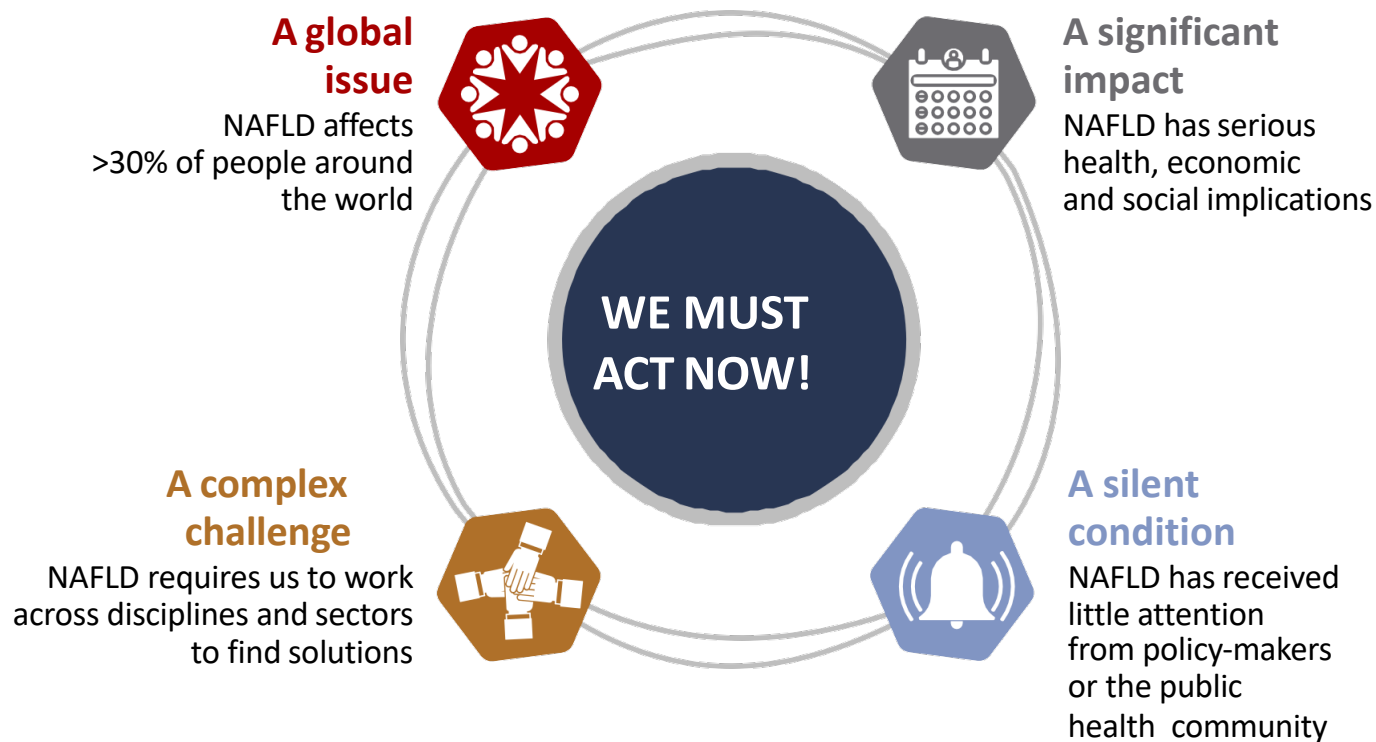 A global
issue
NAFLD affects
>30% of people around
the world
A significant
impact
NAFLD has serious
health, economic
and social implications
WE MUST
ACT NOW!
A complex
challenge
NAFLD requires us to work
across disciplines and sectors
to find solutions
A silent
condition
NAFLD has received
little attention
from policy-makers
or the public
health community